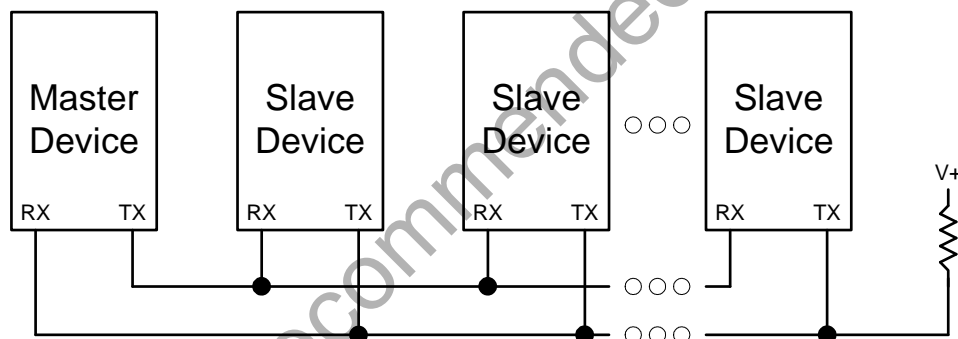 Master
Device
Slave
Device
Slave
Device
Slave
Device
RX TX
RX TX
RX TX
RX TX
V+